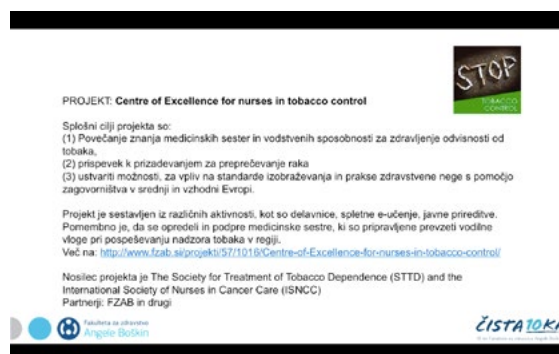 STOP
TOBACCO
CONTROL
PROJEKT: Centre of Excellence for nurses in tobacco control
Splošni cilji projekta so:
(1) Povečanje znanja medicinskih sester in vodstvenih sposobnosti za zdravljenje odvisnosti od
tobaka,
(2) prispevek k prizadevanjem za preprečevanje raka
(3) ustvariti možnosti, za vpliv na standarde izobraževanja in prakse zdravstvene nege s pomočjo
zagovorništva v srednji in vzhodni Evropi.
Projekt je sestavljen iz različnih aktivnosti, kot so delavnice, spletne e-učenje, javne prireditve.
Pomembno je, da se opredeli in podpre medicinske sestre, ki so pripravljene prevzeti vodilne
vloge pri pospeševanju nadzora tobaka v regiji.
Več na: http://www.fzab.si/projekti/57/1016/Centre-of-Excellence-for-nurses-in-tobacco-control/
Nosilec projekta je The Society for Treatment of Tobacco Dependence (STTD) and the
International Society of Nurses in Cancer Care (ISNCC)
Partnerji: FZAB in drugi
Fakulteta za zdravstvo
Angele Boškin
ČISTA 10KA